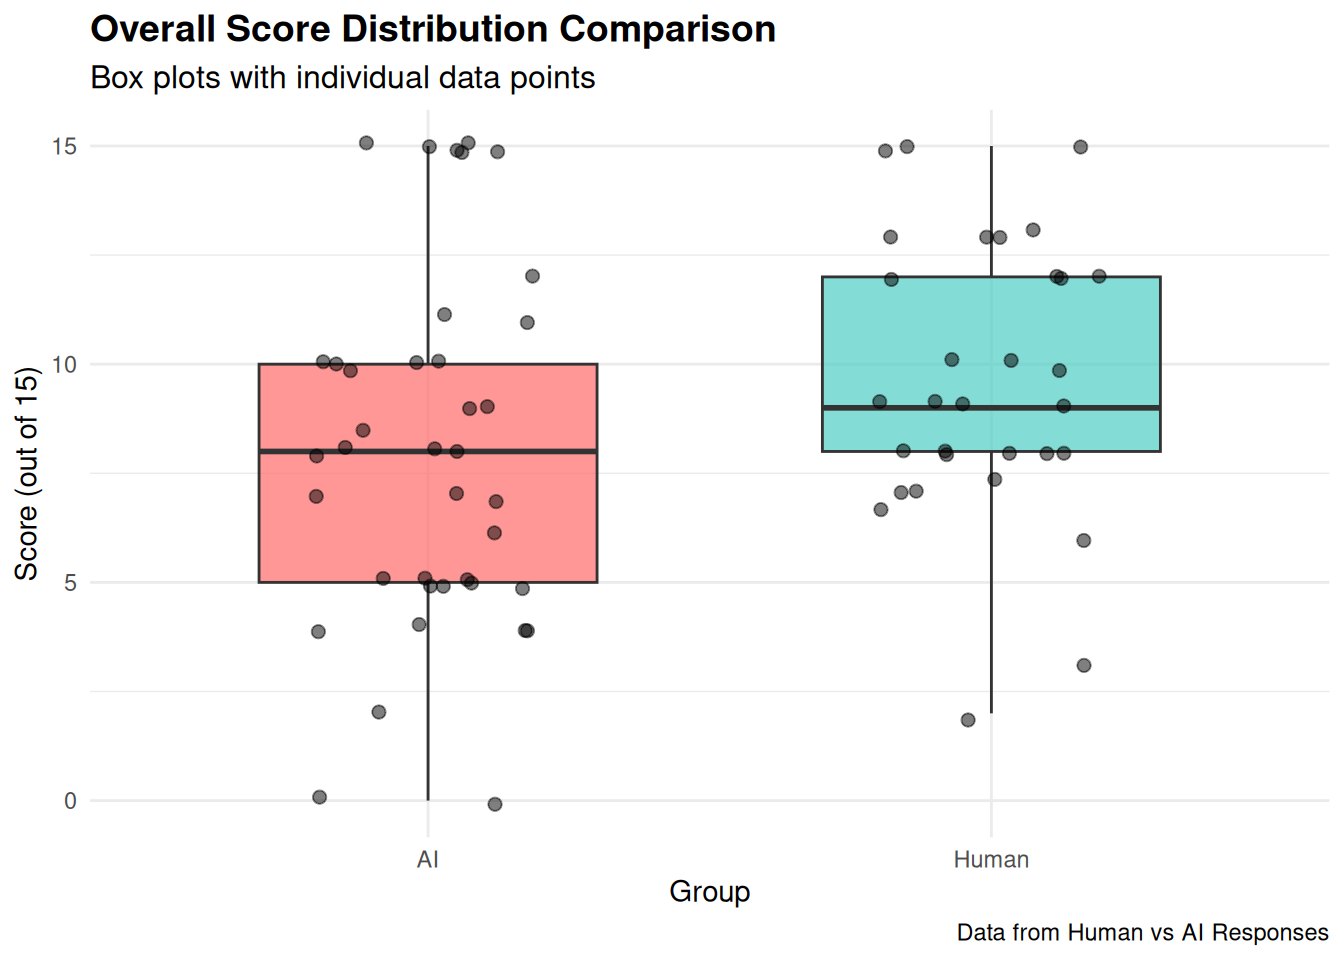 Overall Score Distribution Comparison
Box plots with individual data points
Score (out of 15)
15
10
5
0
AI
Human
Group
Data from Human vs AI Responses